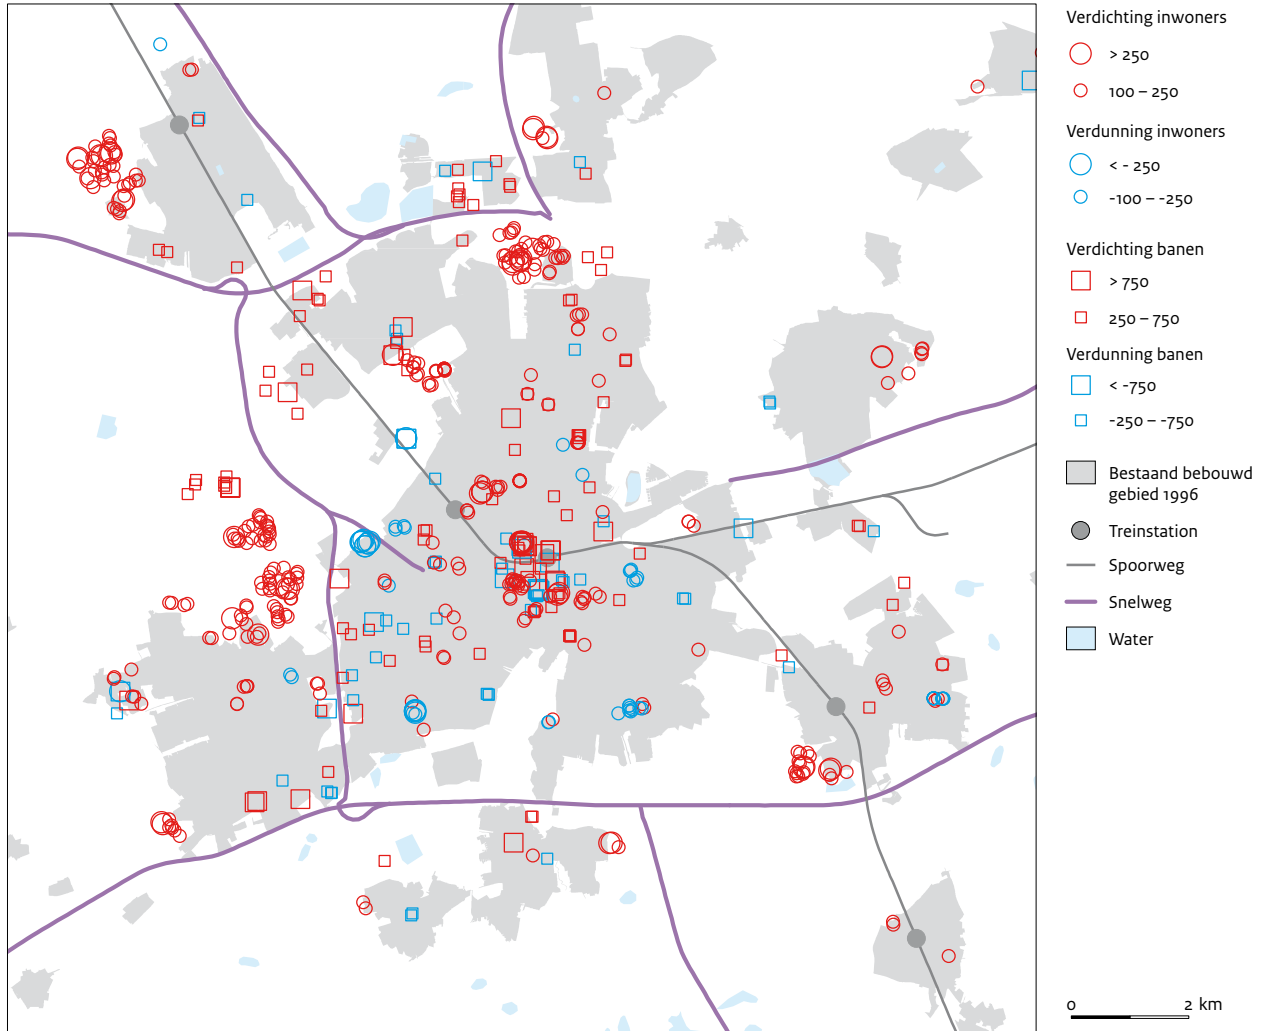 Verdichting inwoners
> 250
100 – 250
Verdunning inwoners
< - 250
-100 – -250
Verdichting banen
> 750
250 – 750
Verdunning banen
< -750
-250 – -750
Bestaand bebouwd
gebied 1996
Treinstation
Spoorweg
Snelweg
Water
0 2 km